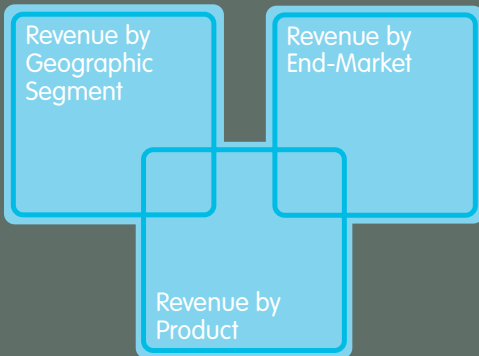 Revenue by
Geographic
Segment
Revenue by
End-Market
Revenue by
Product